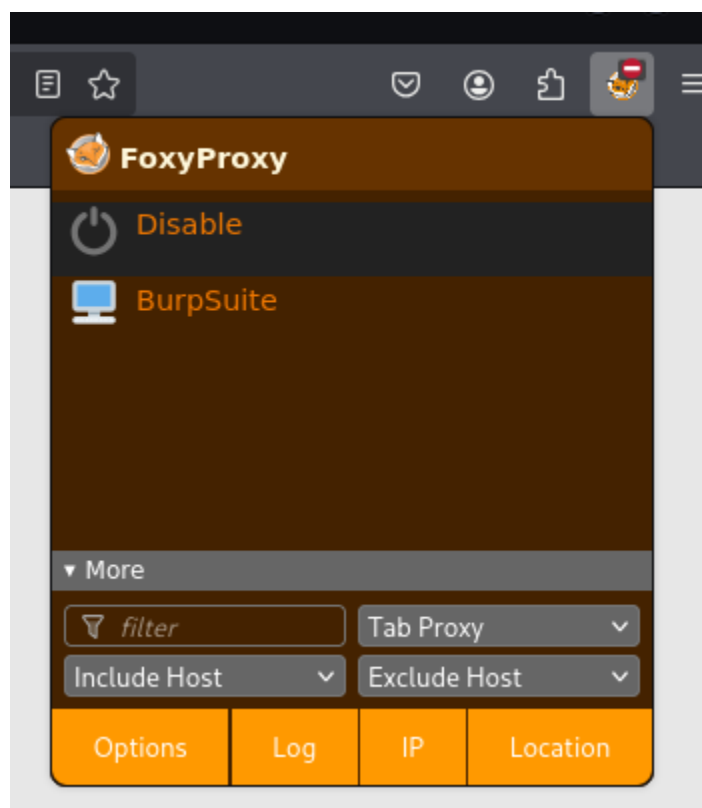 FoxyProxy
Disable
BurpSuite
▾ More
filter
Tab Proxy
Include Host
Exclude Host
Options
Log
IP
Location